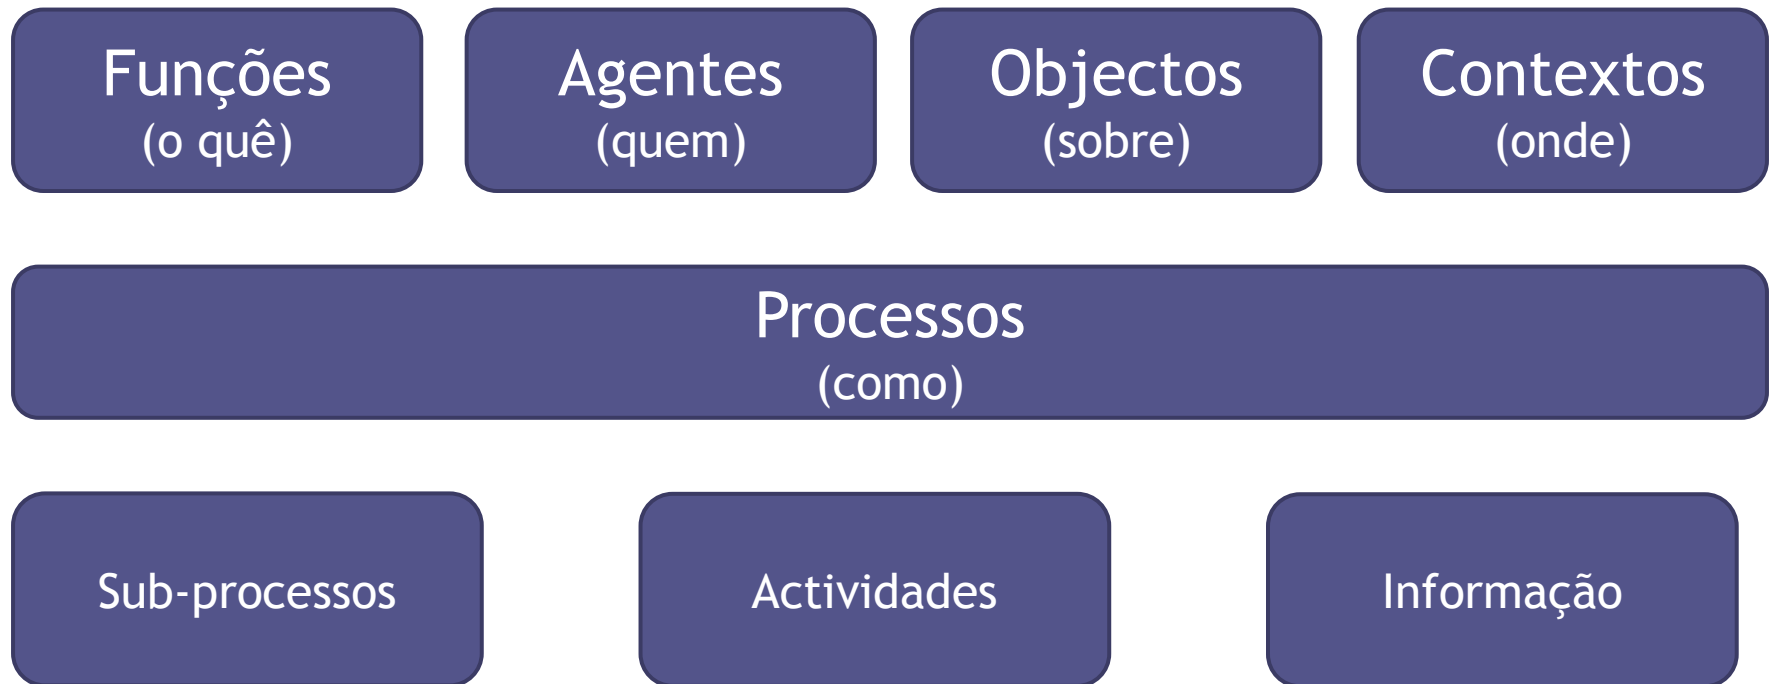 Funções
(o quê)
Agentes
(quem)
Objectos
(sobre)
Contextos
(onde)
Processos
(como)
Sub-processos
Actividades
Informação